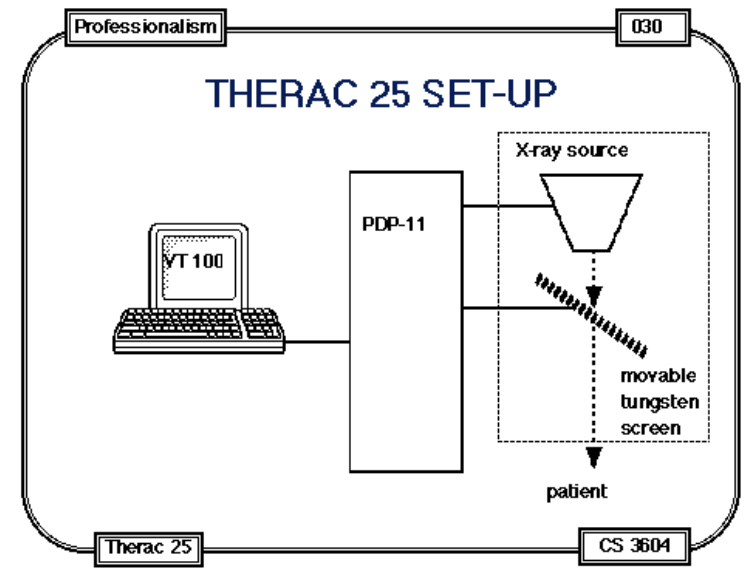 Professionalism
030
THERAC 25 SET-UP
X-ray source
PDP-11
VT 100
movable
tungsten
screen
patient
Therac 25
CS 3604